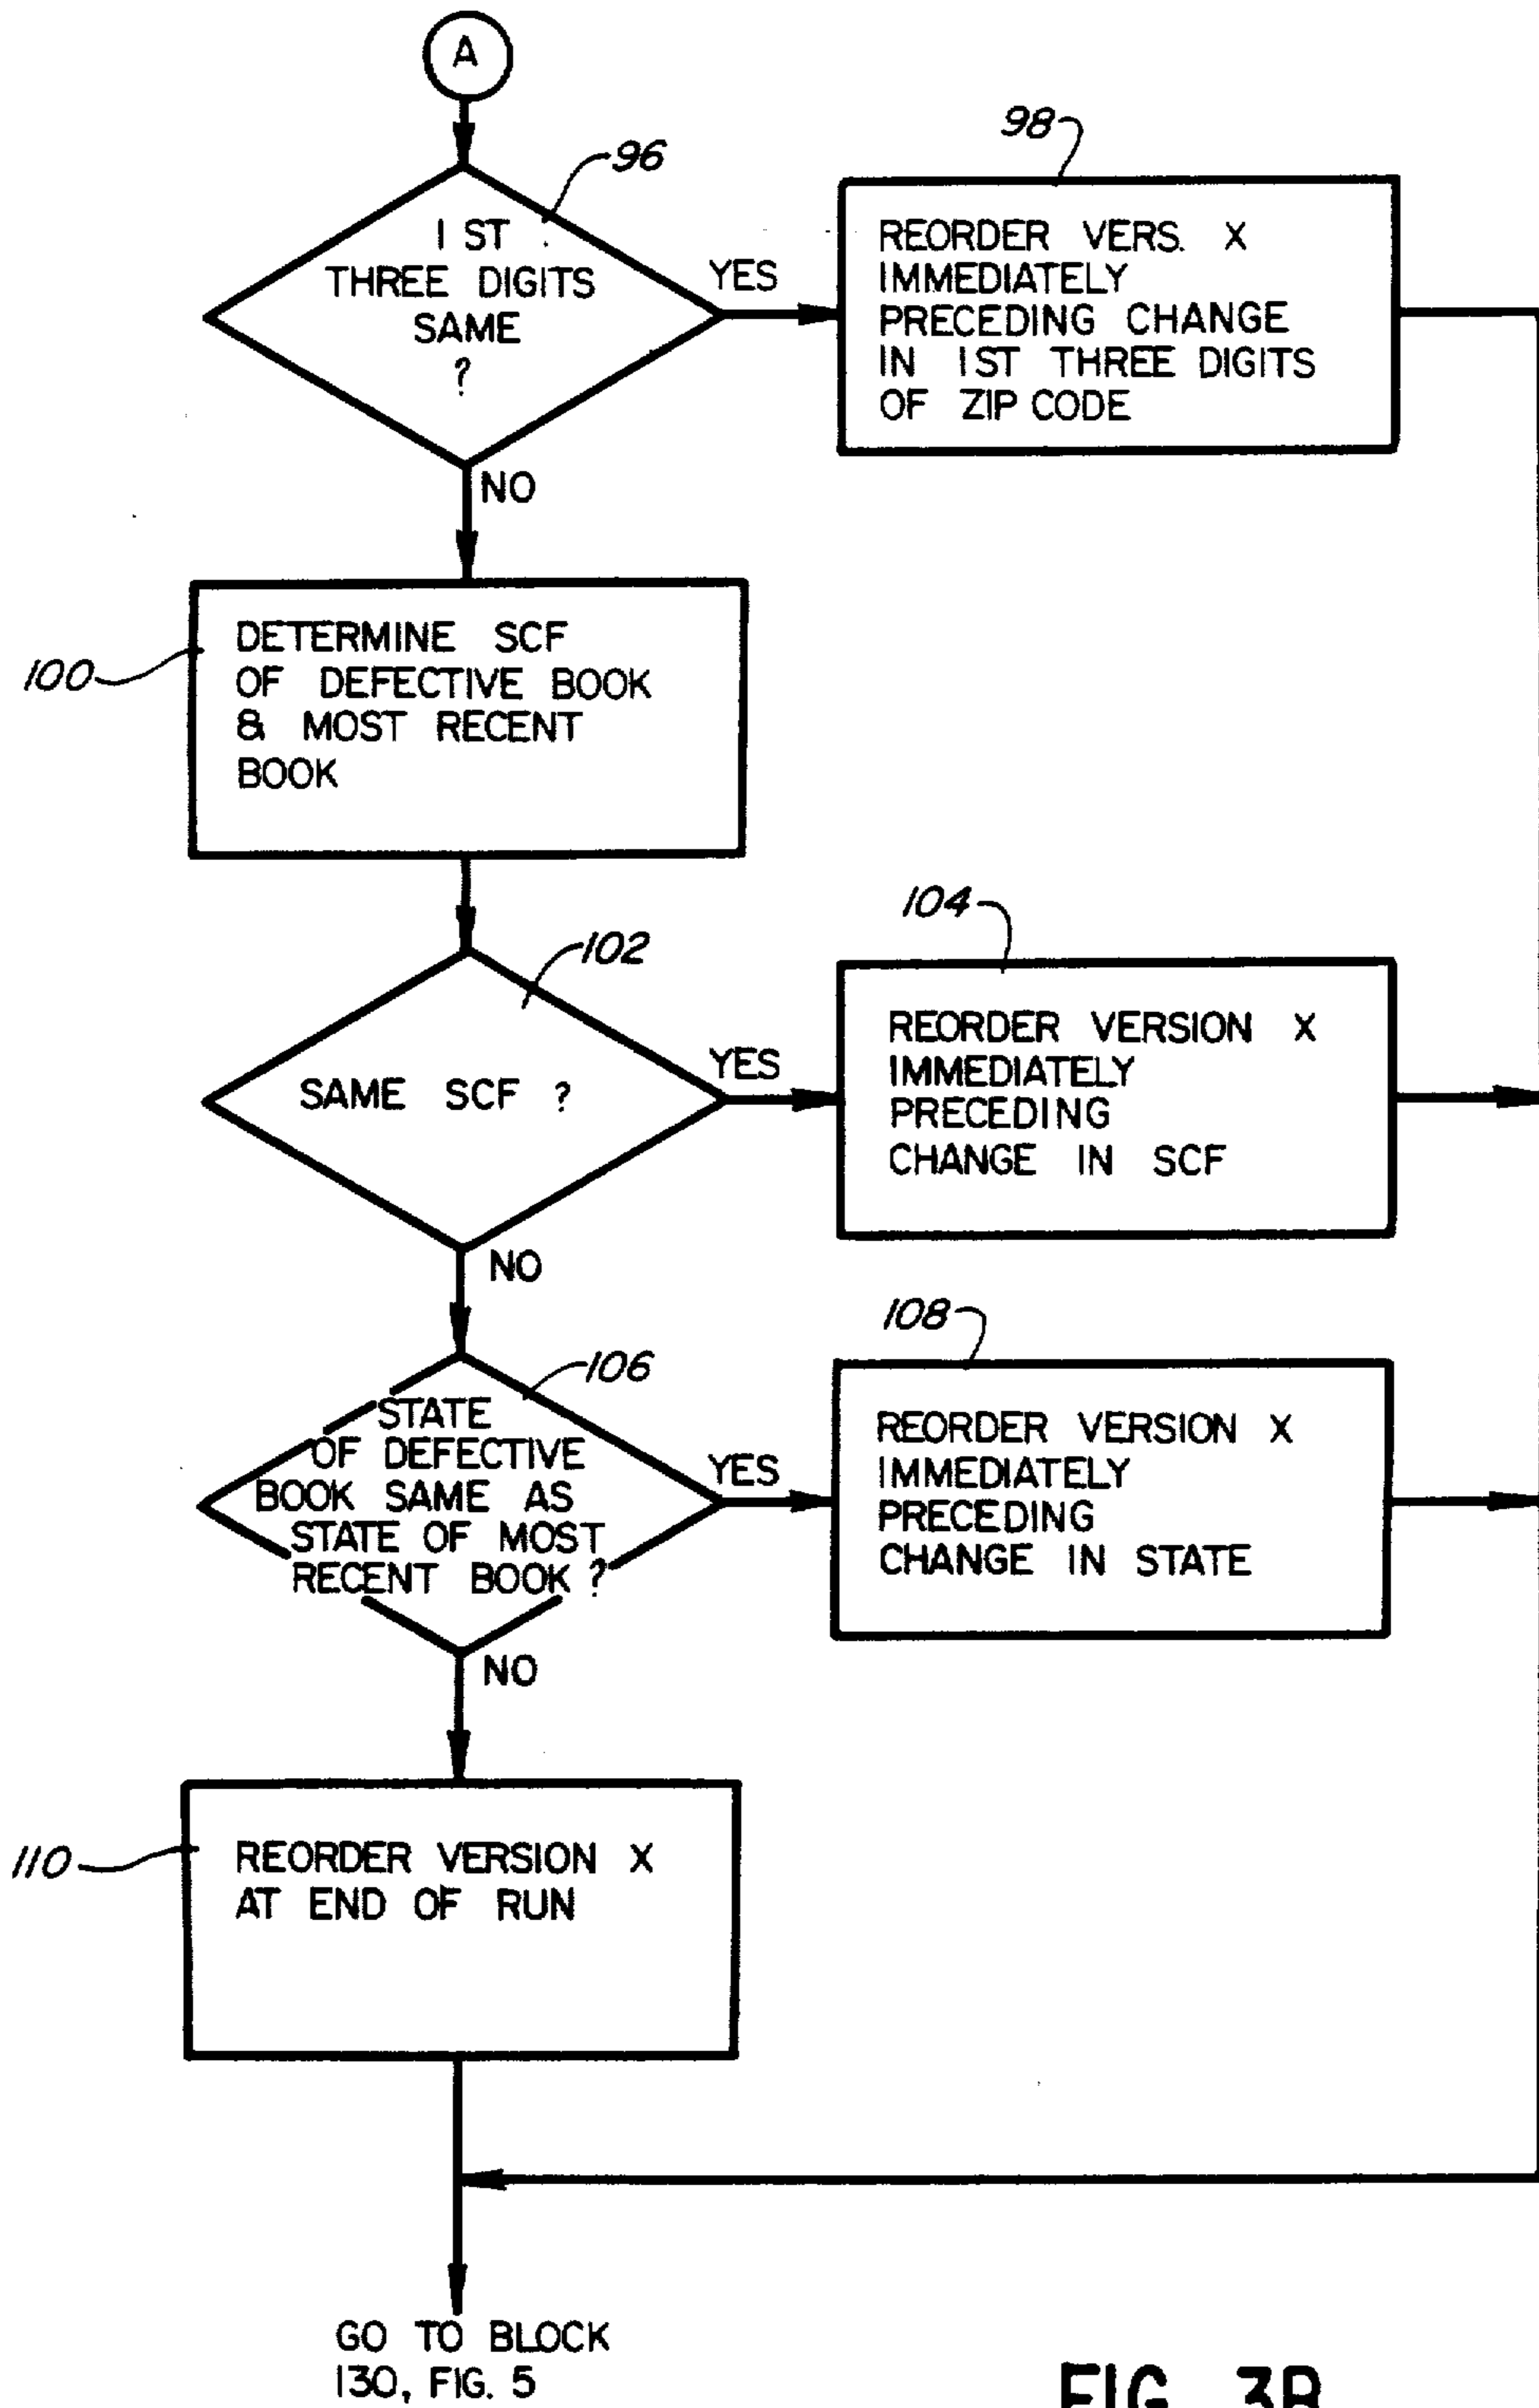 A
96
1 ST
THREE DIGITS
SAME
?
YES
98
REORDER VERS. X
IMMEDIATELY
PRECEDING CHANGE
IN 1ST THREE DIGITS
OF ZIP CODE
NO
100
DETERMINE SCF
OF DEFECTIVE BOOK
& MOST RECENT
BOOK
102
SAME SCF ?
YES
104
REORDER VERSION X
IMMEDIATELY
PRECEDING
CHANGE IN SCF
NO
106
STATE
OF DEFECTIVE
BOOK SAME AS
STATE OF MOST
RECENT BOOK ?
YES
108
REORDER VERSION X
IMMEDIATELY
PRECEDING
CHANGE IN STATE
NO
110
REORDER VERSION X
AT END OF RUN
GO TO BLOCK
130, FIG. 5
FIG. 3B